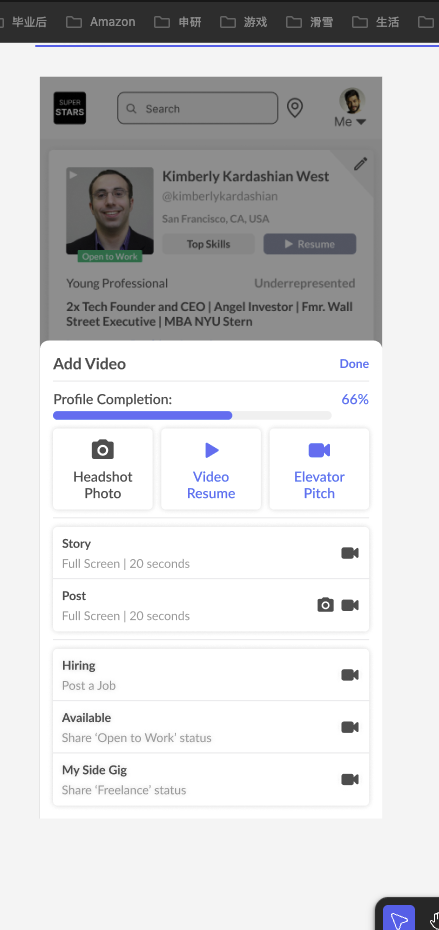 毕业后
Amazon
申研
游戏
滑雪
生活
SUPER
STARS
Search
Me
Kimberly Kardashian West
@kimberlykardashian
San Francisco, CA, USA
Top Skills
Resume
Open to Work
Young Professional
Underrepresented
2x Tech Founder and CEO | Angel Investor | Fmr. Wall
Street Executive | MBA NYU Stern
Add Video
Done
Profile Completion:
66%
Headshot
Photo
Video
Resume
Elevator
Pitch
Story
Full Screen | 20 seconds
Post
Full Screen | 20 seconds
Hiring
Post a Job
Available
Share ‘Open to Work’ status
My Side Gig
Share ‘Freelance’ status